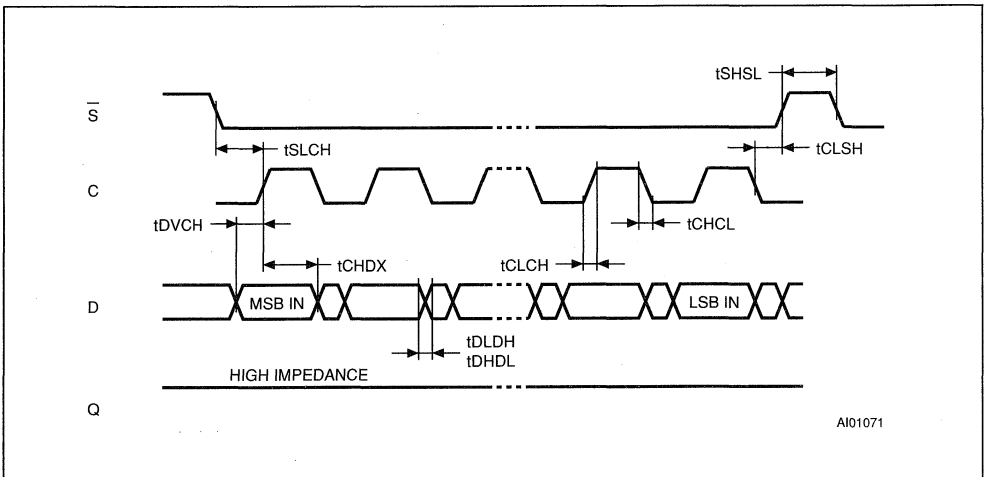 tSHSL
S̅
tSLCH
tCLSH
C
tDVCH
tCHCL
tCHDX
tCLCH
D
MSB IN
LSB IN
tDLDH
tDHDL
HIGH IMPEDANCE
Q
AI01071